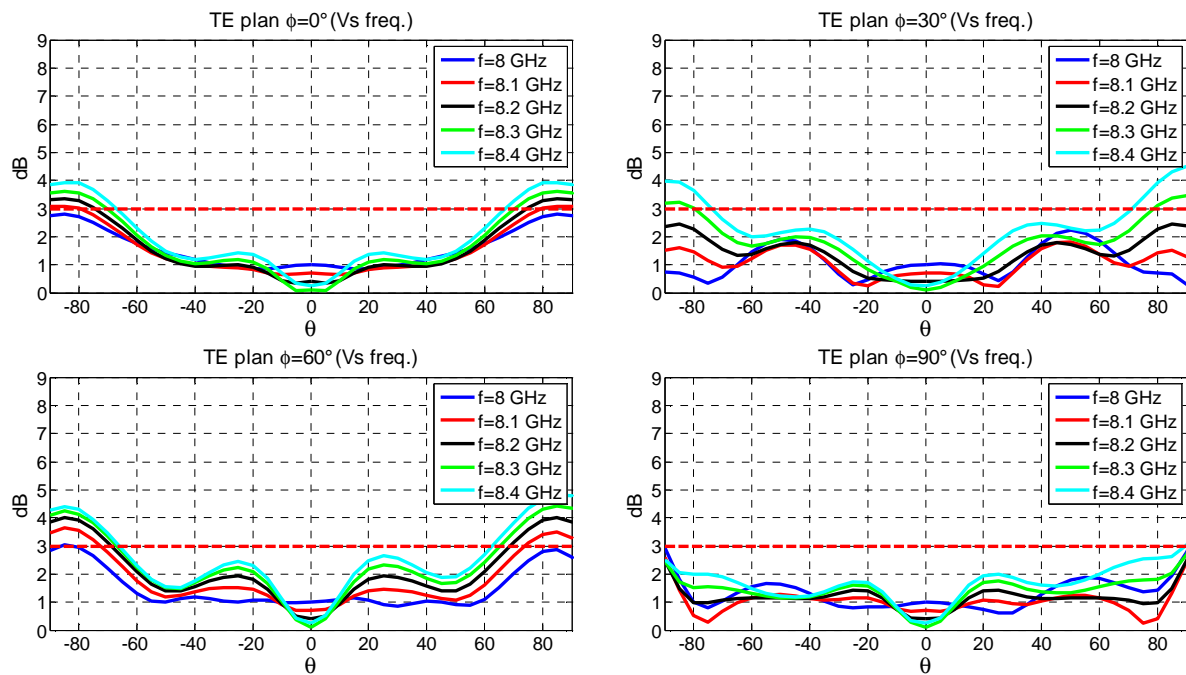 TE plan ϕ=0° (Vs freq.)
9
8
7
6
5
4
3
2
1
0
dB
-80 -60 -40 -20 0 20 40 60 80
θ
f=8 GHz
f=8.1 GHz
f=8.2 GHz
f=8.3 GHz
f=8.4 GHz
TE plan ϕ=30° (Vs freq.)
9
8
7
6
5
4
3
2
1
0
dB
-80 -60 -40 -20 0 20 40 60 80
θ
f=8 GHz
f=8.1 GHz
f=8.2 GHz
f=8.3 GHz
f=8.4 GHz
TE plan ϕ=60° (Vs freq.)
9
8
7
6
5
4
3
2
1
0
dB
-80 -60 -40 -20 0 20 40 60 80
θ
f=8 GHz
f=8.1 GHz
f=8.2 GHz
f=8.3 GHz
f=8.4 GHz
TE plan ϕ=90° (Vs freq.)
9
8
7
6
5
4
3
2
1
0
dB
-80 -60 -40 -20 0 20 40 60 80
θ
f=8 GHz
f=8.1 GHz
f=8.2 GHz
f=8.3 GHz
f=8.4 GHz